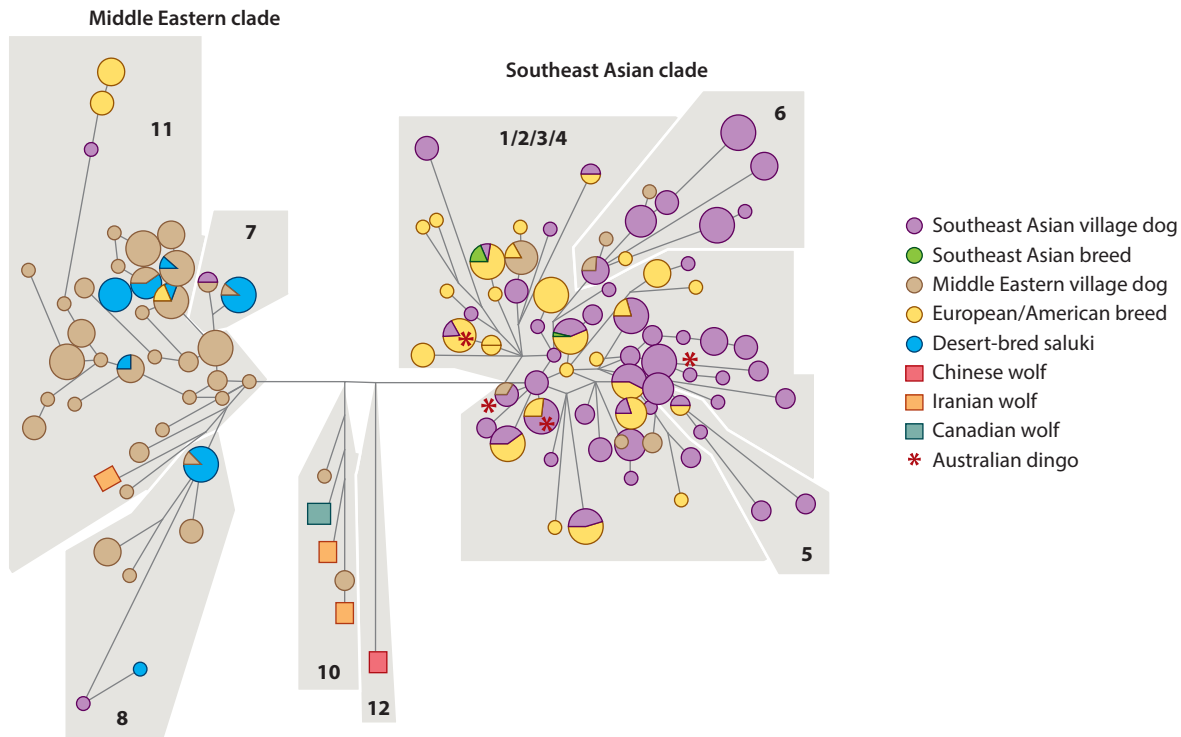 Middle Eastern clade
Southeast Asian clade
11
7
8
10
12
1/2/3/4
6
5
Southeast Asian village dog
Southeast Asian breed
Middle Eastern village dog
European/American breed
Desert-bred saluki
Chinese wolf
Iranian wolf
Canadian wolf
Australian dingo